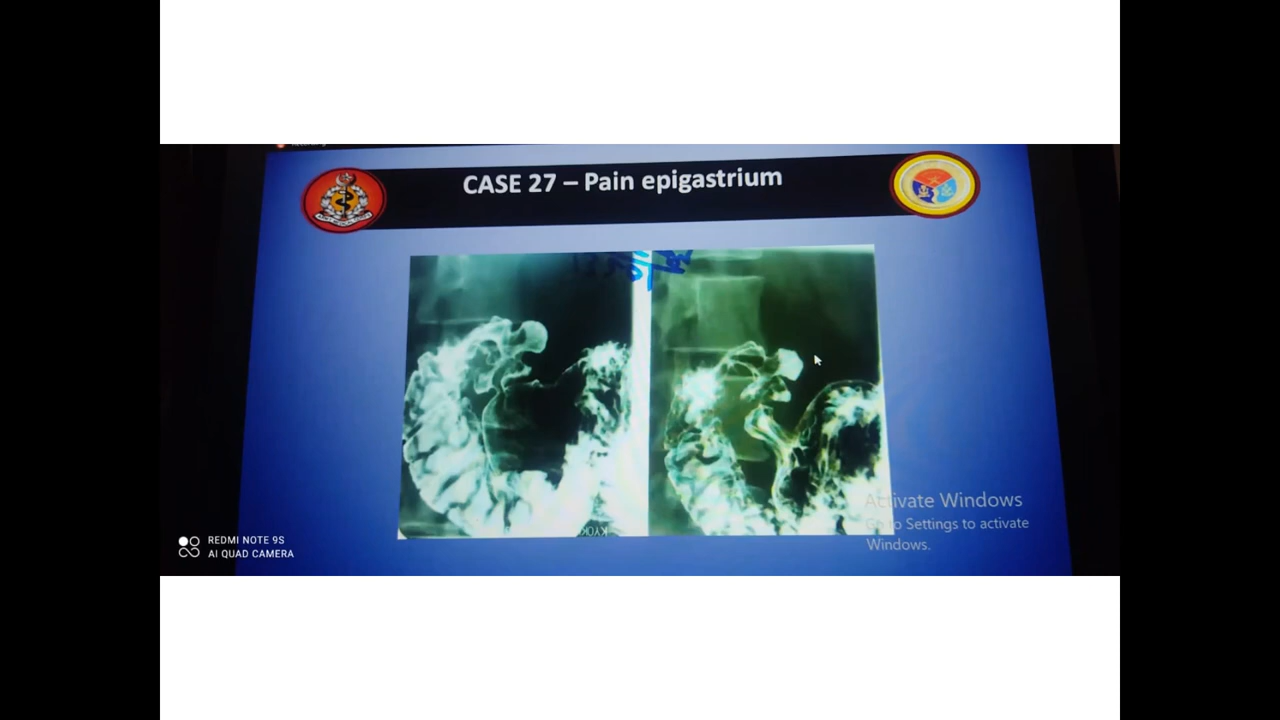 CASE 27 – Pain epigastrium
Activate Windows
Go to Settings to activate
Windows.
REDMI NOTE 9S
AI QUAD CAMERA